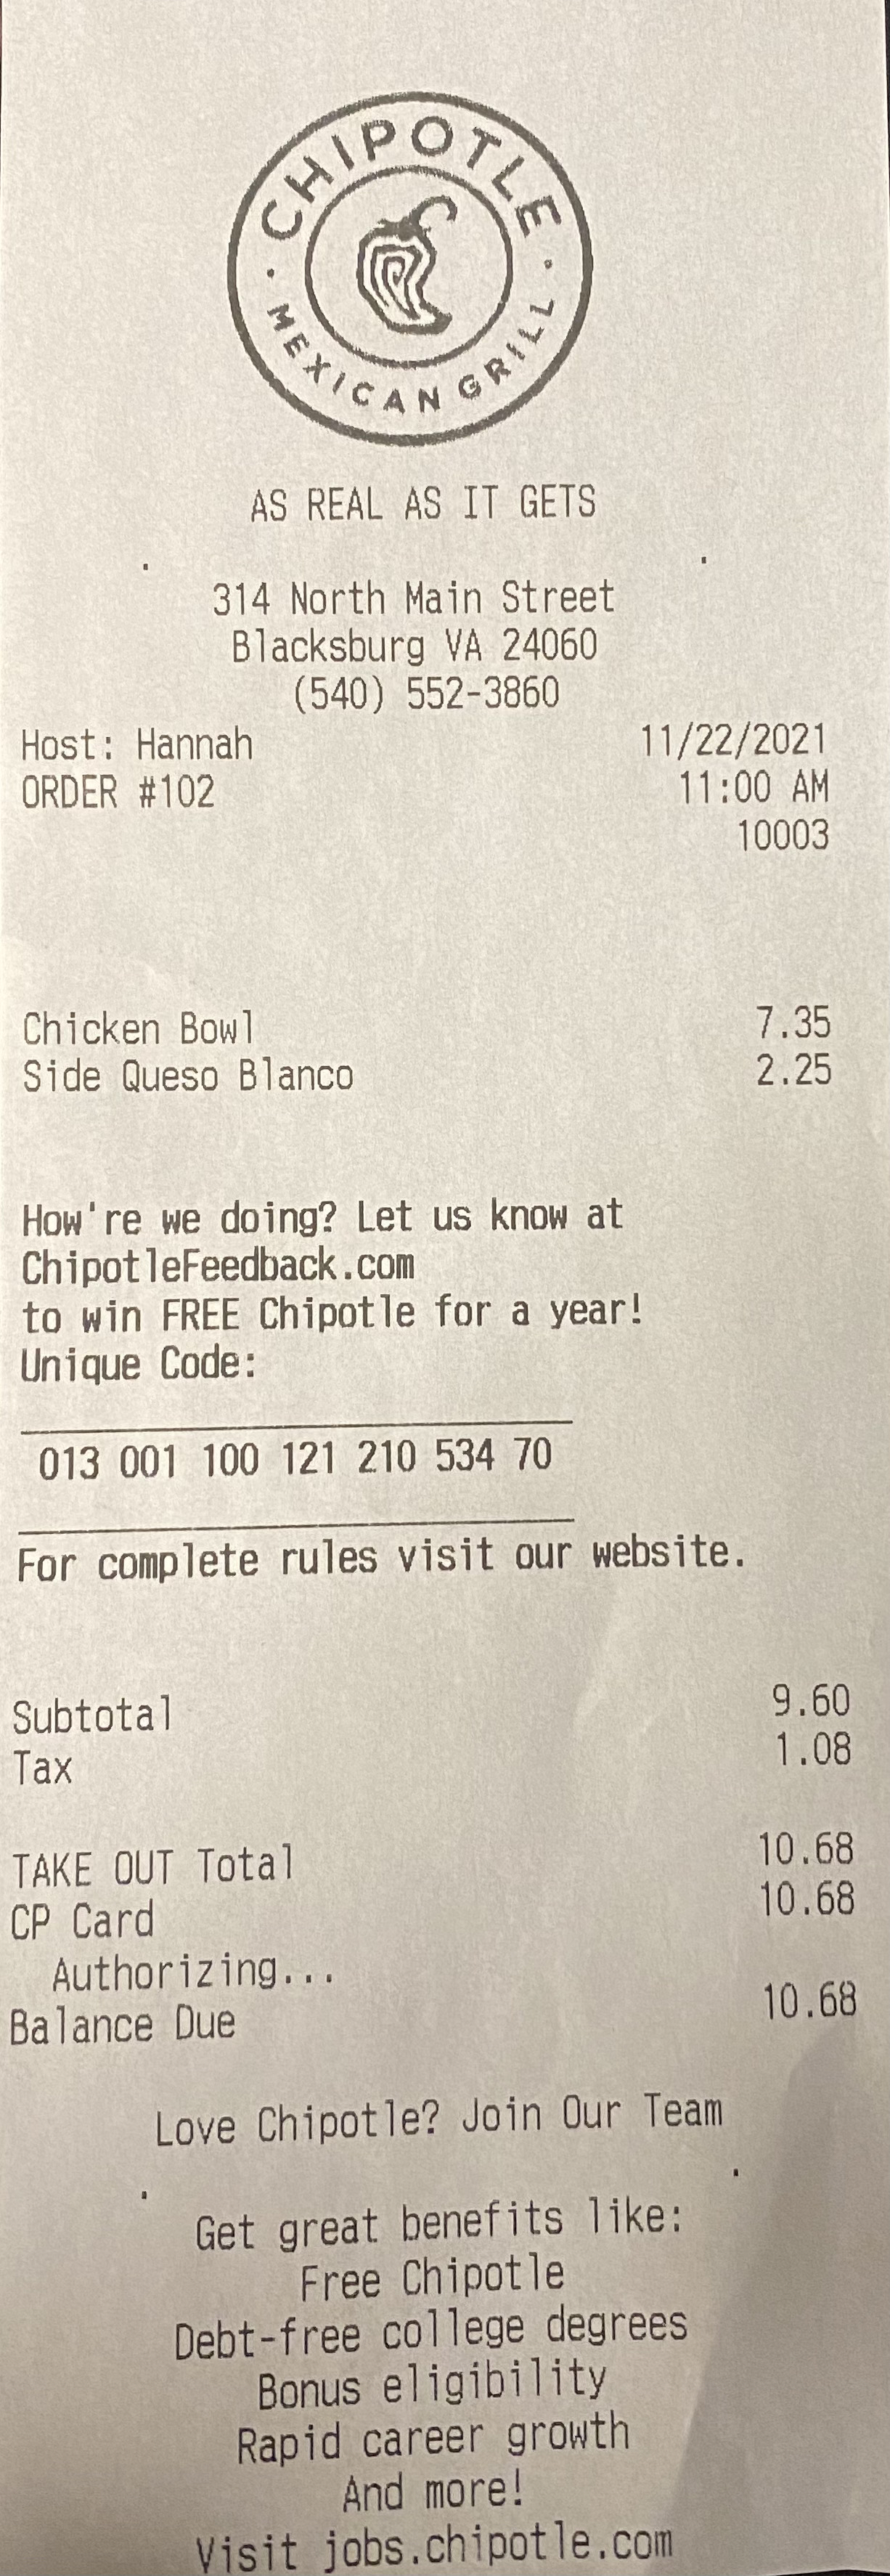 CHIPOTLE
MEXICAN GRILL
AS REAL AS IT GETS
314 North Main Street
Blacksburg VA 24060
(540) 552-3860
Host: Hannah 11/22/2021
ORDER #102 11:00 AM
10003
Chicken Bowl 7.35
Side Queso Blanco 2.25
How're we doing? Let us know at
ChipotleFeedback.com
to win FREE Chipotle for a year!
Unique Code:
013 001 100 121 210 534 70
For complete rules visit our website.
Subtotal 9.60
Tax 1.08
TAKE OUT Total 10.68
CP Card 10.68
Authorizing...
Balance Due 10.68
Love Chipotle? Join Our Team
Get great benefits like:
Free Chipotle
Debt-free college degrees
Bonus eligibility
Rapid career growth
And more!
Visit jobs.chipotle.com